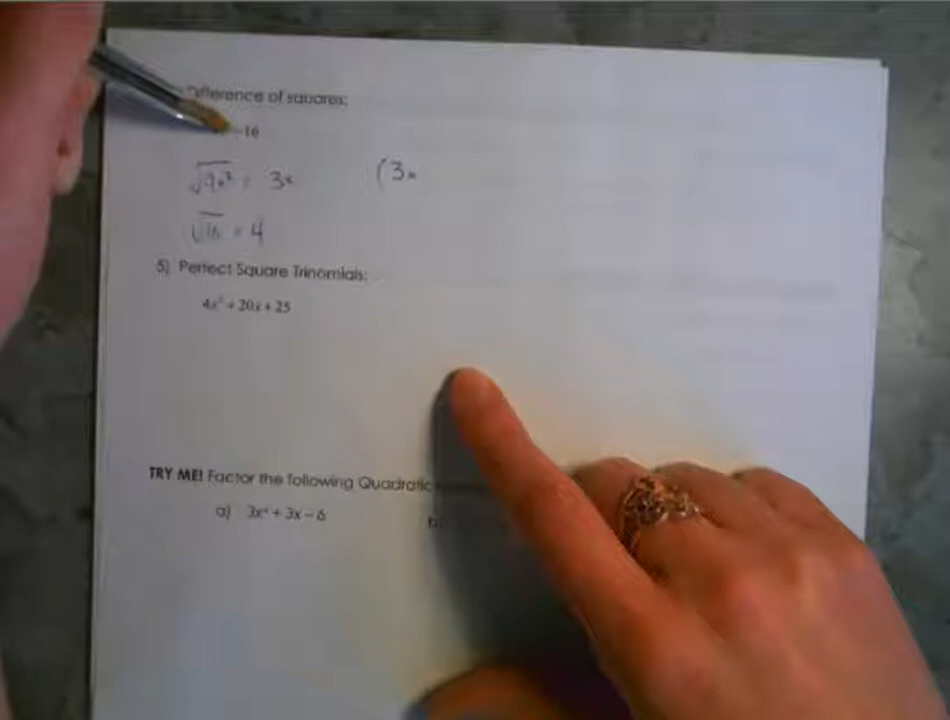 Difference of squares:
-16
√9x² = 3x (3x
√16 = 4
5) Perfect Square Trinomials:
4x² + 20x + 25
TRY ME! Factor the following Quadratic
a) 3x² + 3x – 6 b)